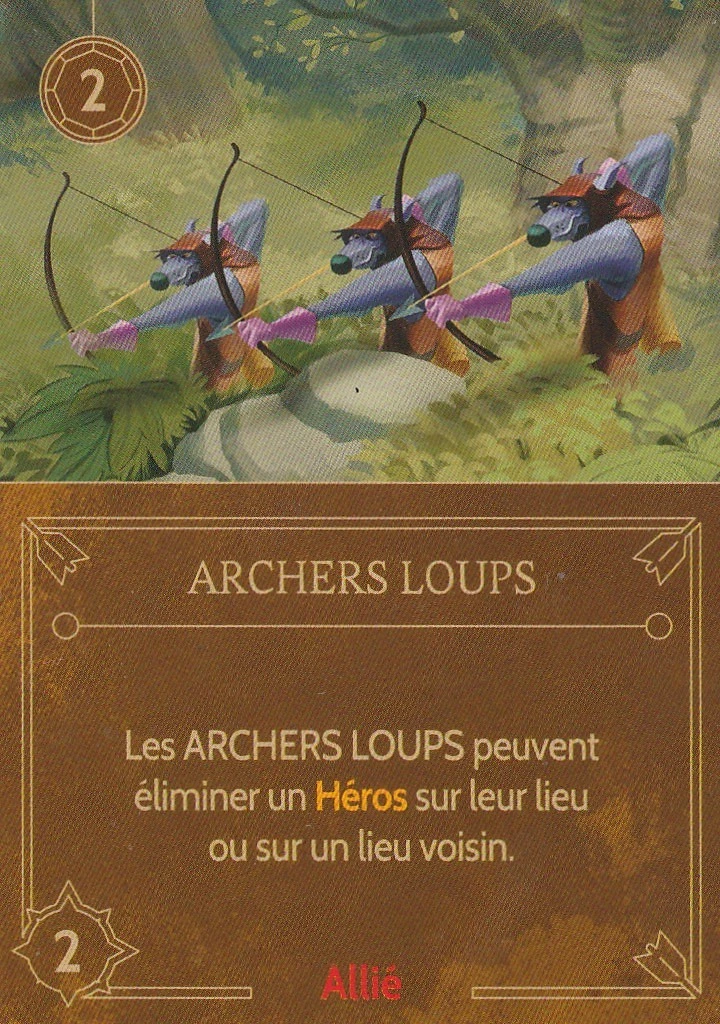 2
ARCHERS LOUPS
Les ARCHERS LOUPS peuvent
éliminer un Héros sur leur lieu
ou sur un lieu voisin.
2
Allié